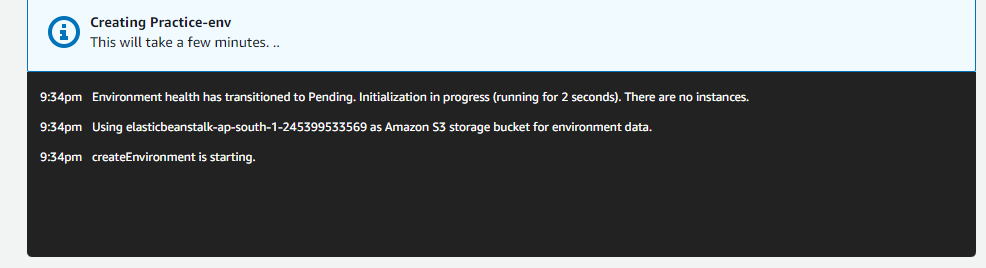 Creating Practice-env
This will take a few minutes. ..
9:34pm Environment health has transitioned to Pending. Initialization in progress (running for 2 seconds). There are no instances.
9:34pm Using elasticbeanstalk-ap-south-1-245399533569 as Amazon S3 storage bucket for environment data.
9:34pm createEnvironment is starting.